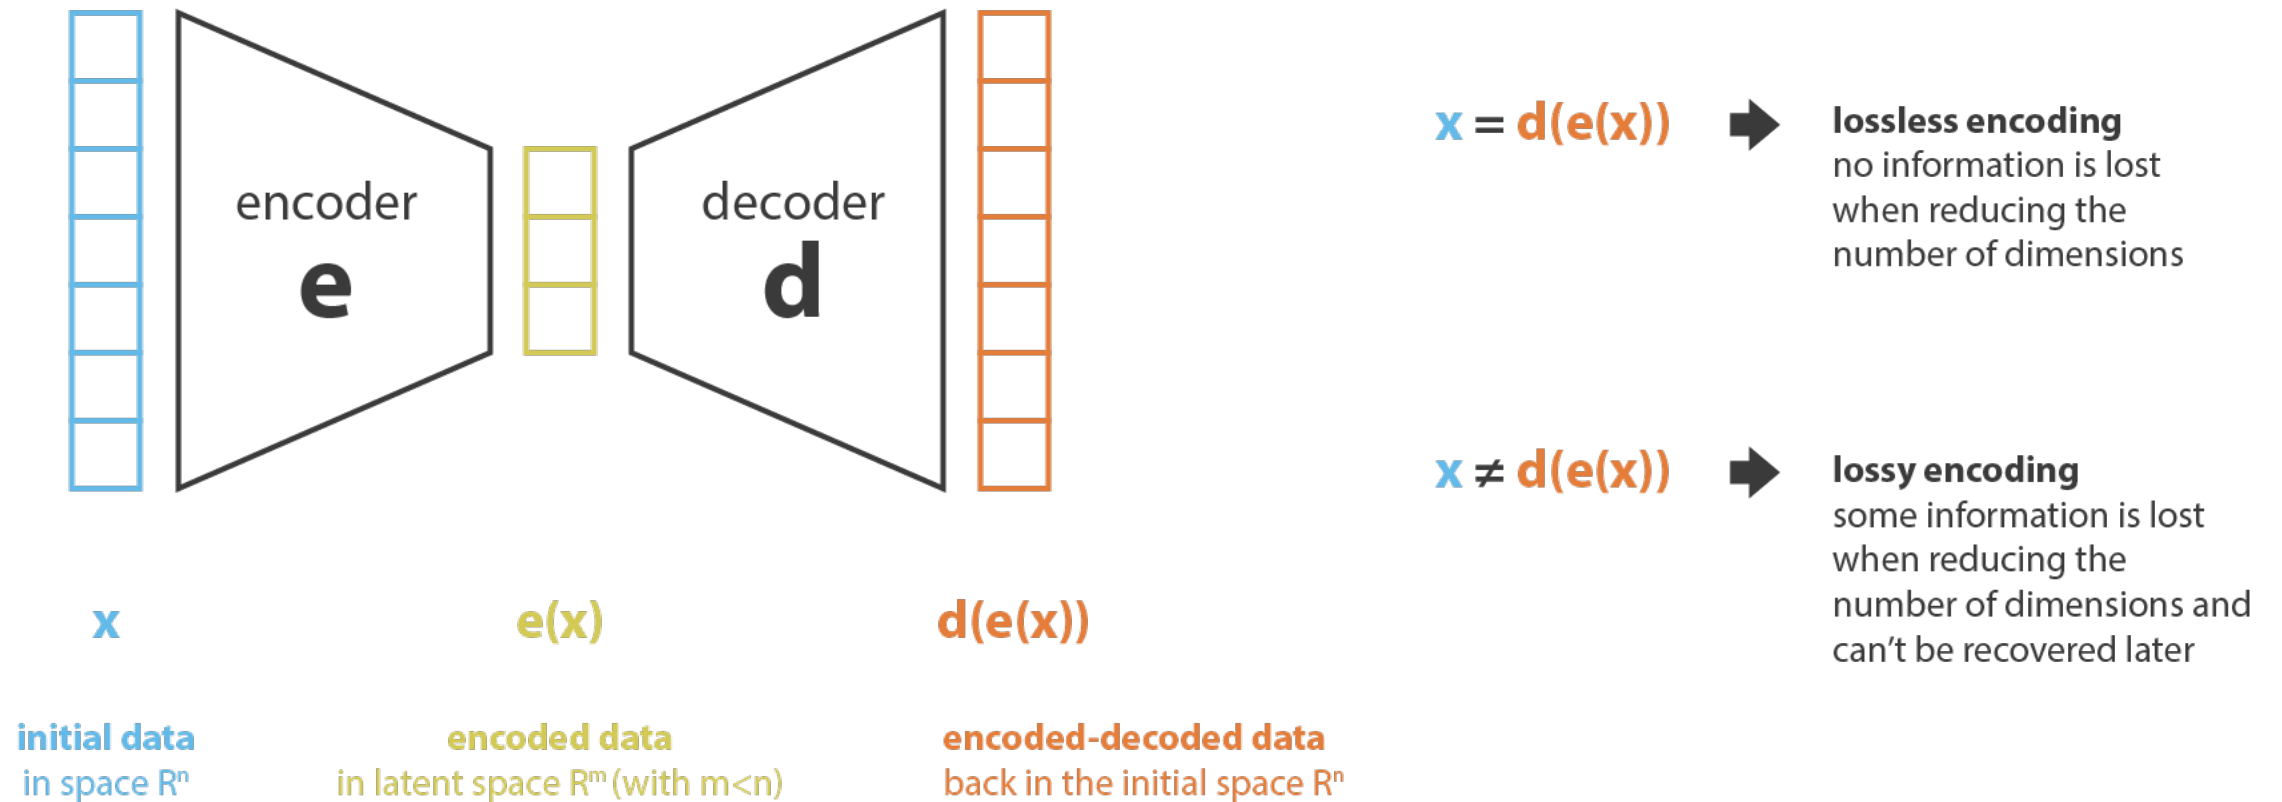 encoder
e
decoder
d
x
e(x)
d(e(x))
initial data
in space Rⁿ
encoded data
in latent space Rᵐ (with m<n)
encoded-decoded data
back in the initial space Rⁿ
x = d(e(x))
lossless encoding
no information is lost
when reducing the
number of dimensions
x ≠ d(e(x))
lossy encoding
some information is lost
when reducing the
number of dimensions and
can’t be recovered later